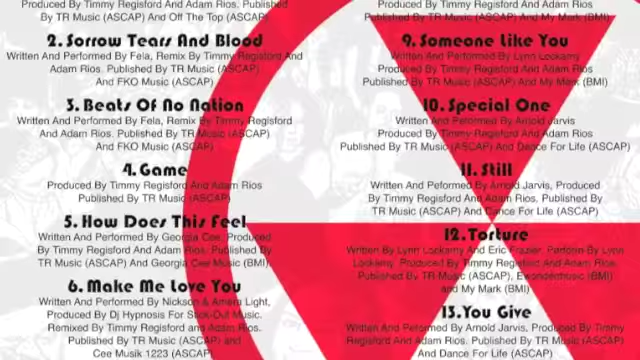 Produced By Timmy Regisford And Adam Rios. Published
By TR Music (ASCAP) And Off The Top (ASCAP)
2. Sorrow Tears And Blood
Written And Performed By Fela, Remix By Timmy Regisford And
Adam Rios. Published By TR Music (ASCAP)
And FKO Music (ASCAP)
3. Beats Of No Nation
Written And Performed By Fela, Remix By Timmy Regisford
And Adam Rios. Published By TR Music (ASCAP)
And FKO Music (ASCAP)
4. Game
Produced By Timmy Regisford And Adam Rios
Published By TR Music (ASCAP)
5. How Does This Feel
Written And Performed By Georgia Cee, Produced
By Timmy Regisford And Adam Rios. Published By
TR Music (ASCAP) And Georgia Cee Music (BMI)
6. Make Me Love You
Written And Performed By Nickson & Amera Light,
Produced By Dj Hypnosis For Stick-Out Music.
Remixed By Timmy Regisford and Adam Rios.
Published By TR Music (ASCAP) and
Cee Musik 1223 (ASCAP)
Produced By Timmy Regisford And Adam Rios
Published By TR Music (ASCAP) And My Mark (BMI)
9. Someone Like You
Written And Performed By Lynn Lockamy
Produced By Timmy Regisford And Adam Rios
Published By TR Music (ASCAP) And My Mark (BMI)
10. Special One
Written And Peformed By Arnold Jarvis
Produced By Timmy Regisford And Adam Rios
Published By TR Music (ASCAP) And Dance For Life (ASCAP)
11. Still
Written And Peformed By Arnold Jarvis, Produced
By Timmy Regisford And Adam Rios, Published By
TR Music (ASCAP) And Dance For Life (ASCAP)
12. Torture
Written By Lynn Lockamy And Eric Frazier, By Lynn
Lockamy, Produced By Timmy Regisford And Adam Rios.
Published By TR Music (ASCAP), Ewondermusic (BMI)
and My Mark (BMI)
13. You Give
Written And Peformed By Arnold Jarvis, Produced By Timmy
Regisford And Adam Rios. Published By TR Music (ASCAP)
And Dance For Life (ASCAP)